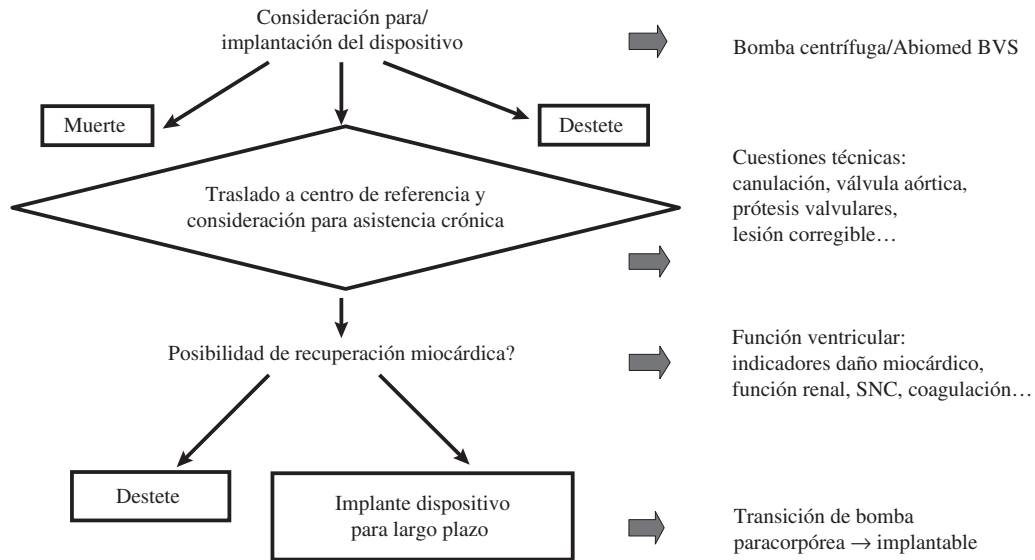 Consideración para/
implantación del dispositivo
Bomba centrífuga/Abiomed BVS
Muerte
Destete
Traslado a centro de referencia y
consideración para asistencia crónica
Cuestiones técnicas:
canulación, válvula aórtica,
prótesis valvulares,
lesión corregible…
Posibilidad de recuperación miocárdica?
Función ventricular:
indicadores daño miocárdico,
función renal, SNC, coagulación…
Destete
Implante dispositivo
para largo plazo
Transición de bomba
paracorpórea → implantable